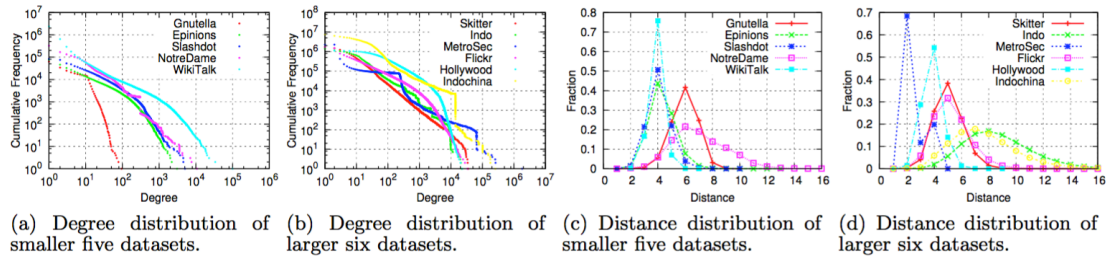 Cumulative Frequency
10^7
10^6
10^5
10^4
10^3
10^2
10^1
10^0
Gnutella
Epinions
Slashdot
NotreDame
WikiTalk
10^0 10^1 10^2 10^3 10^4 10^5 10^6
Degree
(a) Degree distribution of
smaller five datasets.
Cumulative Frequency
10^8
10^7
10^6
10^5
10^4
10^3
10^2
10^1
10^0
Skitter
Indo
MetroSec
Flickr
Hollywood
Indochina
10^0 10^1 10^2 10^3 10^4 10^5 10^6 10^7
Degree
(b) Degree distribution of
larger six datasets.
Fraction
0.8
0.7
0.6
0.5
0.4
0.3
0.2
0.1
0
Gnutella
Epinions
Slashdot
NotreDame
WikiTalk
0 2 4 6 8 10 12 14 16
Distance
(c) Distance distribution of
smaller five datasets.
Fraction
0.7
0.6
0.5
0.4
0.3
0.2
0.1
0
Skitter
Indo
MetroSec
Flickr
Hollywood
Indochina
0 2 4 6 8 10 12 14 16
Distance
(d) Distance distribution of
larger six datasets.